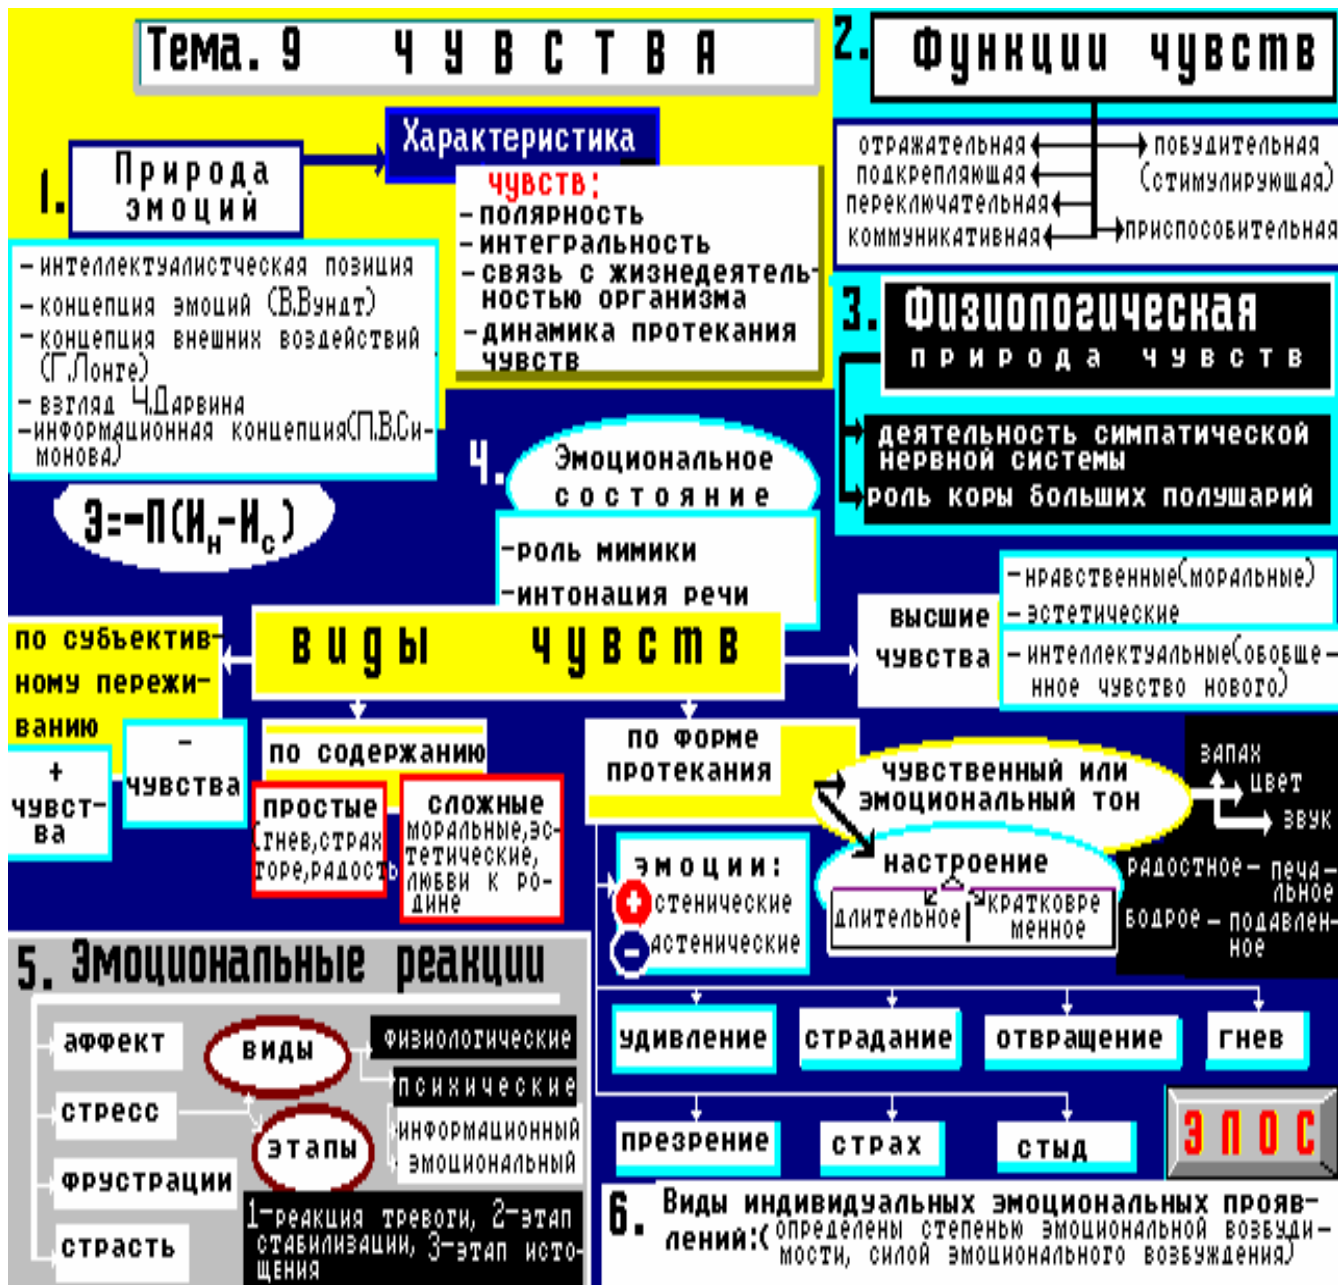 Тема. 9 ЧУВСТВА
1.
Природа
эмоций
Характеристика
чувств:
– полярность
– интегральность
– связь с жизнедеятель-
ностью организма
– динамика протекания
чувств
– интеллектуалистческая позиция
– концепция эмоций (В.Вундт)
– концепция внешних воздействий
(Г.Лонге)
– взгляд Ч.Дарвина
–информационная концепция(П.В.Си-
монова)
Э=-П(Ин-Ис)
2. Функции чувств
отражательная
подкрепляющая
переключательная
коммуникативная
побудительная
(стимулирующая)
приспособительная
3. Физиологическая
природа чувств
деятельность симпатической
нервной системы
роль коры больших полушарий
4.
Эмоциональное
состояние
-роль мимики
-интонация речи
виды чувств
по субъектив-
ному пережи-
ванию
+
чувст-
ва
-
чувства
по содержанию
простые
(гнев,страх
горе,радость
сложные
моральные,эс-
тетические,
любви к ро-
дине
по форме
протекания
высшие
чувства
– нравственные(моральные)
– эстетические
– интеллектуальные(обобще-
нное чувство нового)
чувственный или
эмоциональный тон
запах
цвет
звук
настроение
длительное
кратковре
менное
радостное – печа-
льное
бодрое – подавлен-
ное
эмоции:
+ стенические
- астенические
удивление
страдание
отвращение
гнев
презрение
страх
стыд
ЭПОС
5. Эмоциональные реакции
аффект
стресс
фрустрации
страсть
виды
физиологические
психические
этапы
информационный
эмоциональный
1–реакция тревоги, 2–этап
стабилизации, 3–этап исто-
щения
6. Виды индивидуальных эмоциональных прояв-
лений:(определены степенью эмоциональной возбуди-
мости, силой эмоционального возбуждения)